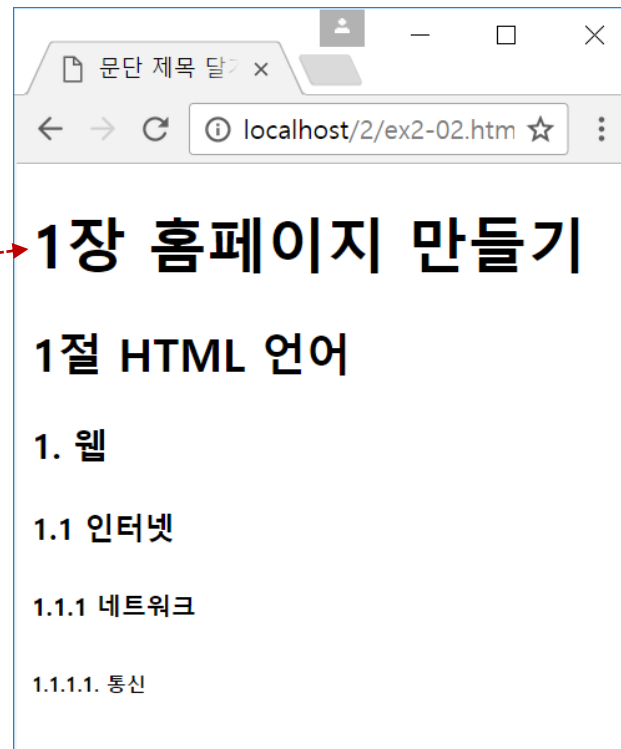 문단 제목 달
localhost/2/ex2-02.htm
1장 홈페이지 만들기
1절 HTML 언어
1. 웹
1.1 인터넷
1.1.1 네트워크
1.1.1.1. 통신